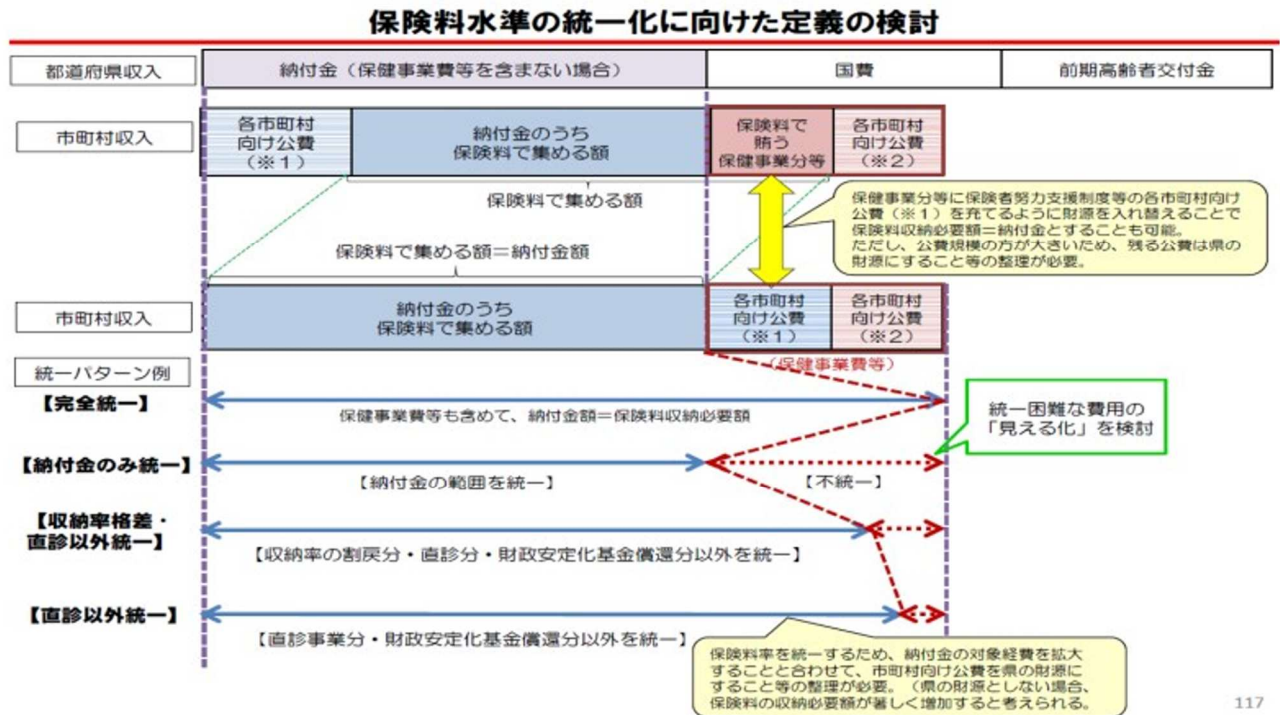 保険料水準の統一化に向けた定義の検討
都道府県収入
納付金（保健事業費等を含まない場合）
国費
前期高齢者交付金
市町村収入
各市町村
向け公費
（※１）
納付金のうち
保険料で集める額
保険料で
賄う
保健事業分等
各市町村
向け公費
（※２）
保険料で集める額
保健事業分等に保険者努力支援制度等の各市町村向け
公費（※１）を充てるように財源を入れ替えることで
保険料収納必要額＝納付金とすることも可能。
ただし、公費規模の方が大きいため、残る公費は県の
財源にすること等の整理が必要。
保険料で集める額＝納付金額
市町村収入
納付金のうち
保険料で集める額
各市町村
向け公費
（※１）
各市町村
向け公費
（※２）
（保健事業費等）
統一パターン例
【完全統一】
保健事業費等も含めて、納付金額＝保険料収納必要額
統一困難な費用の
「見える化」を検討
【納付金のみ統一】
【納付金の範囲を統一】
【不統一】
【収納率格差・
直診以外統一】
【収納率の割戻分・直診分・財政安定化基金償還分以外を統一】
【直診以外統一】
【直診事業分・財政安定化基金償還分以外を統一】
保険料率を統一するため、納付金の対象経費を拡大
することと合わせて、市町村向け公費を県の財源に
すること等の整理が必要。（県の財源としない場合、
保険料の収納必要額が著しく増加すると考えられる。
117